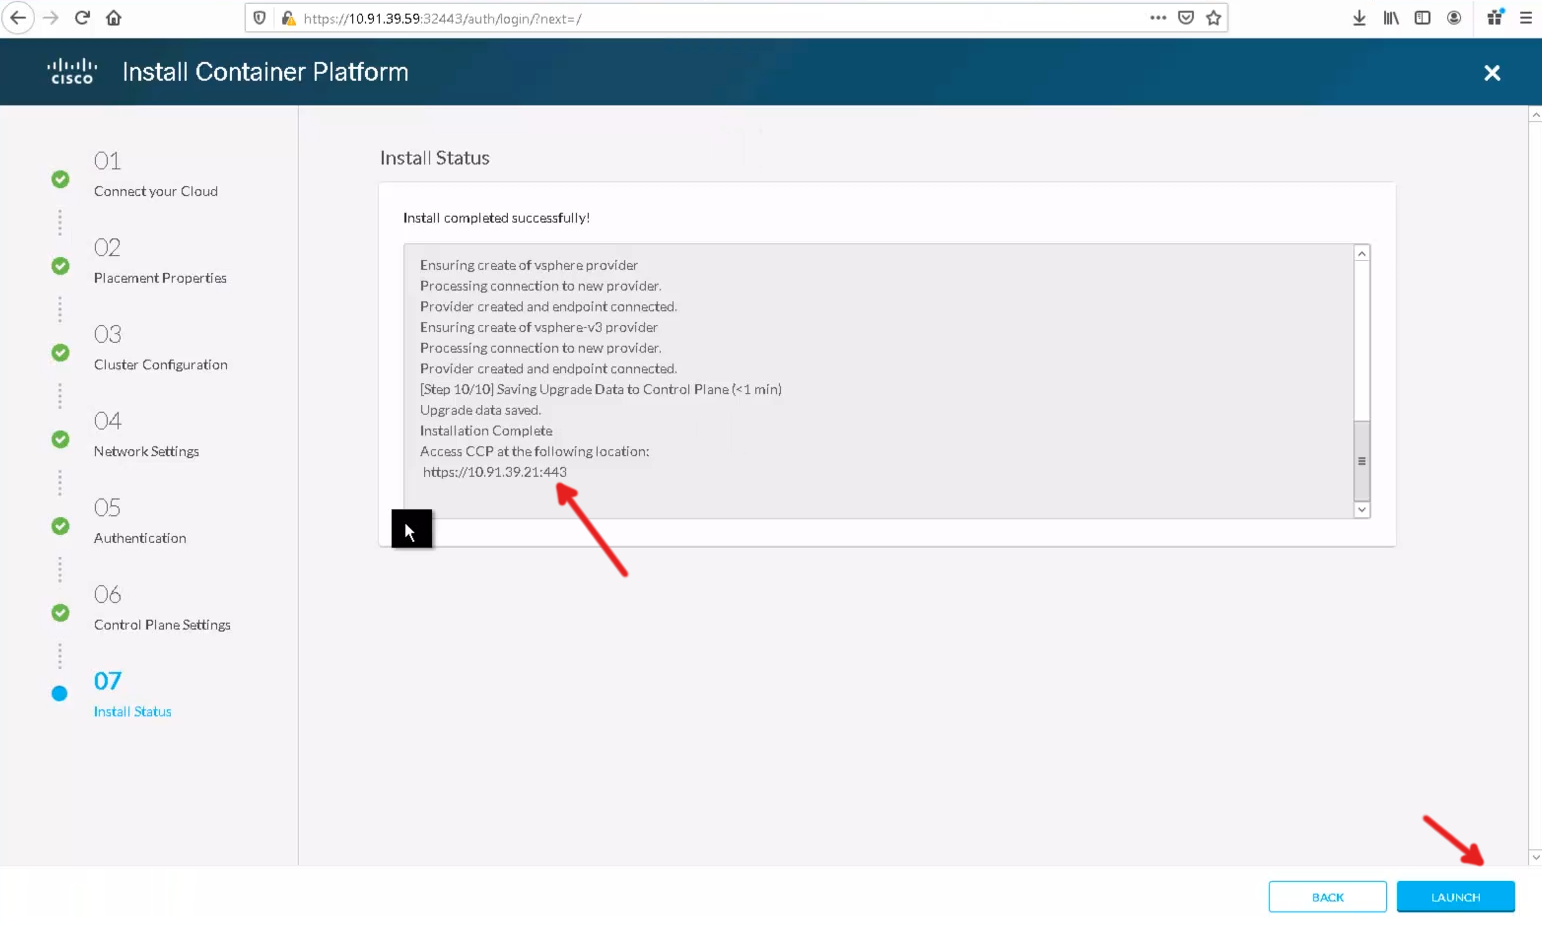 https://10.91.39.59:32443/auth/login/?next=/
CISCO
Install Container Platform
01
Connect your Cloud
02
Placement Properties
03
Cluster Configuration
04
Network Settings
05
Authentication
06
Control Plane Settings
07
Install Status
Install Status
Install completed successfully!
Ensuring create of vsphere provider
Processing connection to new provider.
Provider created and endpoint connected.
Ensuring create of vsphere-v3 provider
Processing connection to new provider.
Provider created and endpoint connected.
[Step 10/10] Saving Upgrade Data to Control Plane (<1 min)
Upgrade data saved.
Installation Complete
Access CCP at the following location:
https://10.91.39.21:443
BACK
LAUNCH